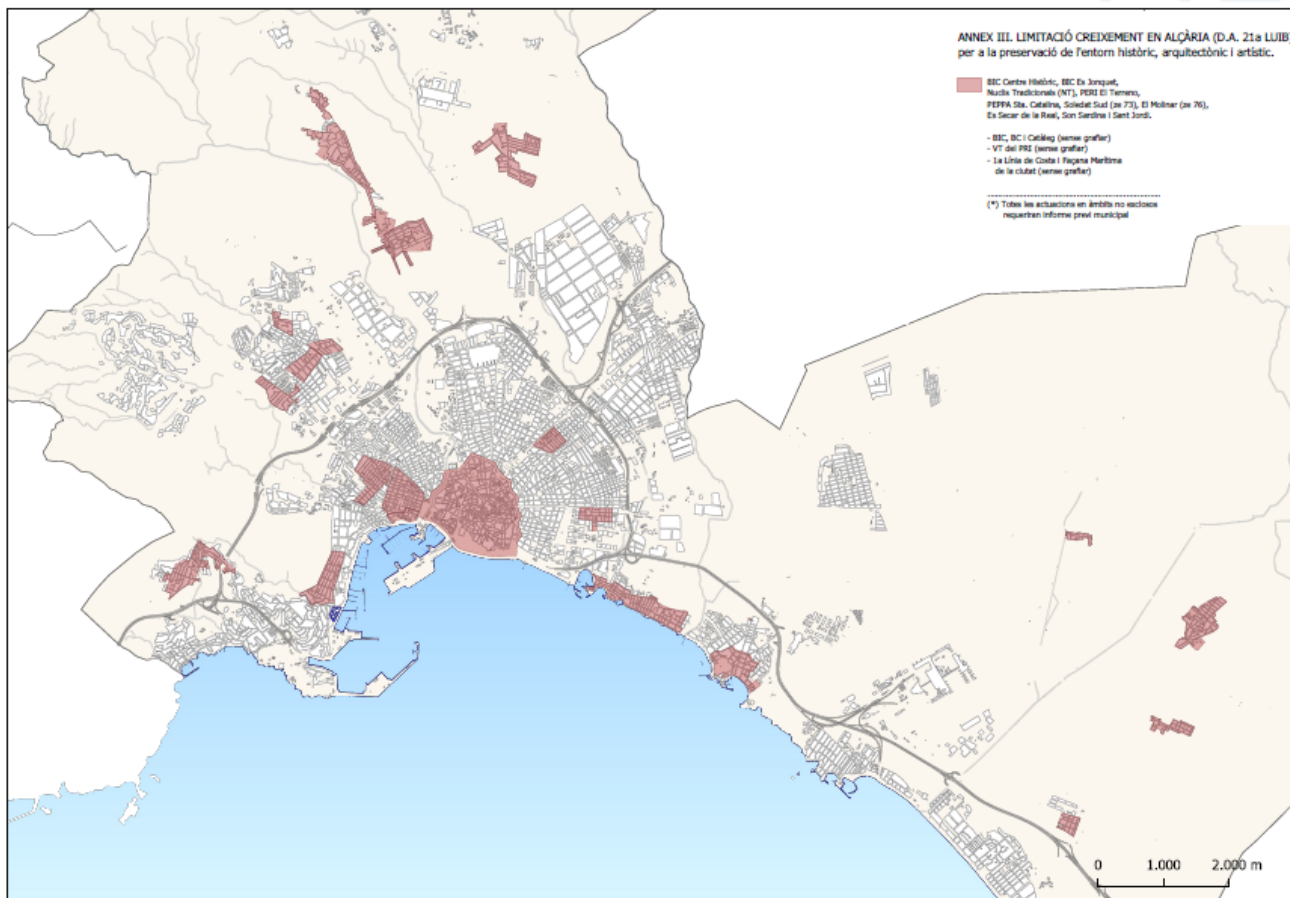 ANNEX III. LIMITACIÓ CREIXEMENT EN ALÇÀRIA (D.A. 21a LUIB)
per a la preservació de l'entorn històric, arquitectònic i artístic.
BIC Centre Històric, BIC Es Jonquet,
Nuclis Tradicionals (NT), PERI El Terreno,
PEPPA Sta. Catalina, Soledat Sud (ze 73), El Molinar (ze 76),
Es Secar de la Real, Son Sardina i Sant Jordi.
- BIC, BC i Catàleg (sense grafiar)
- VT del PRI (sense grafiar)
- 1a Línia de Costa i Façana Marítima
de la ciutat (sense grafiar)
(*) Totes les actuacions en àmbits no exclosos
requeriran informe previ municipal
0 1.000 2.000 m